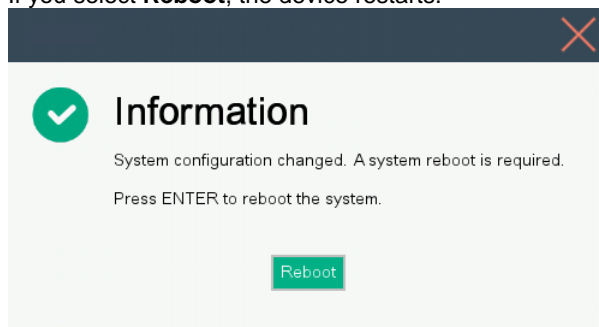 If you select Reboot, the device restarts.
Information
System configuration changed. A system reboot is required.
Press ENTER to reboot the system.
Reboot